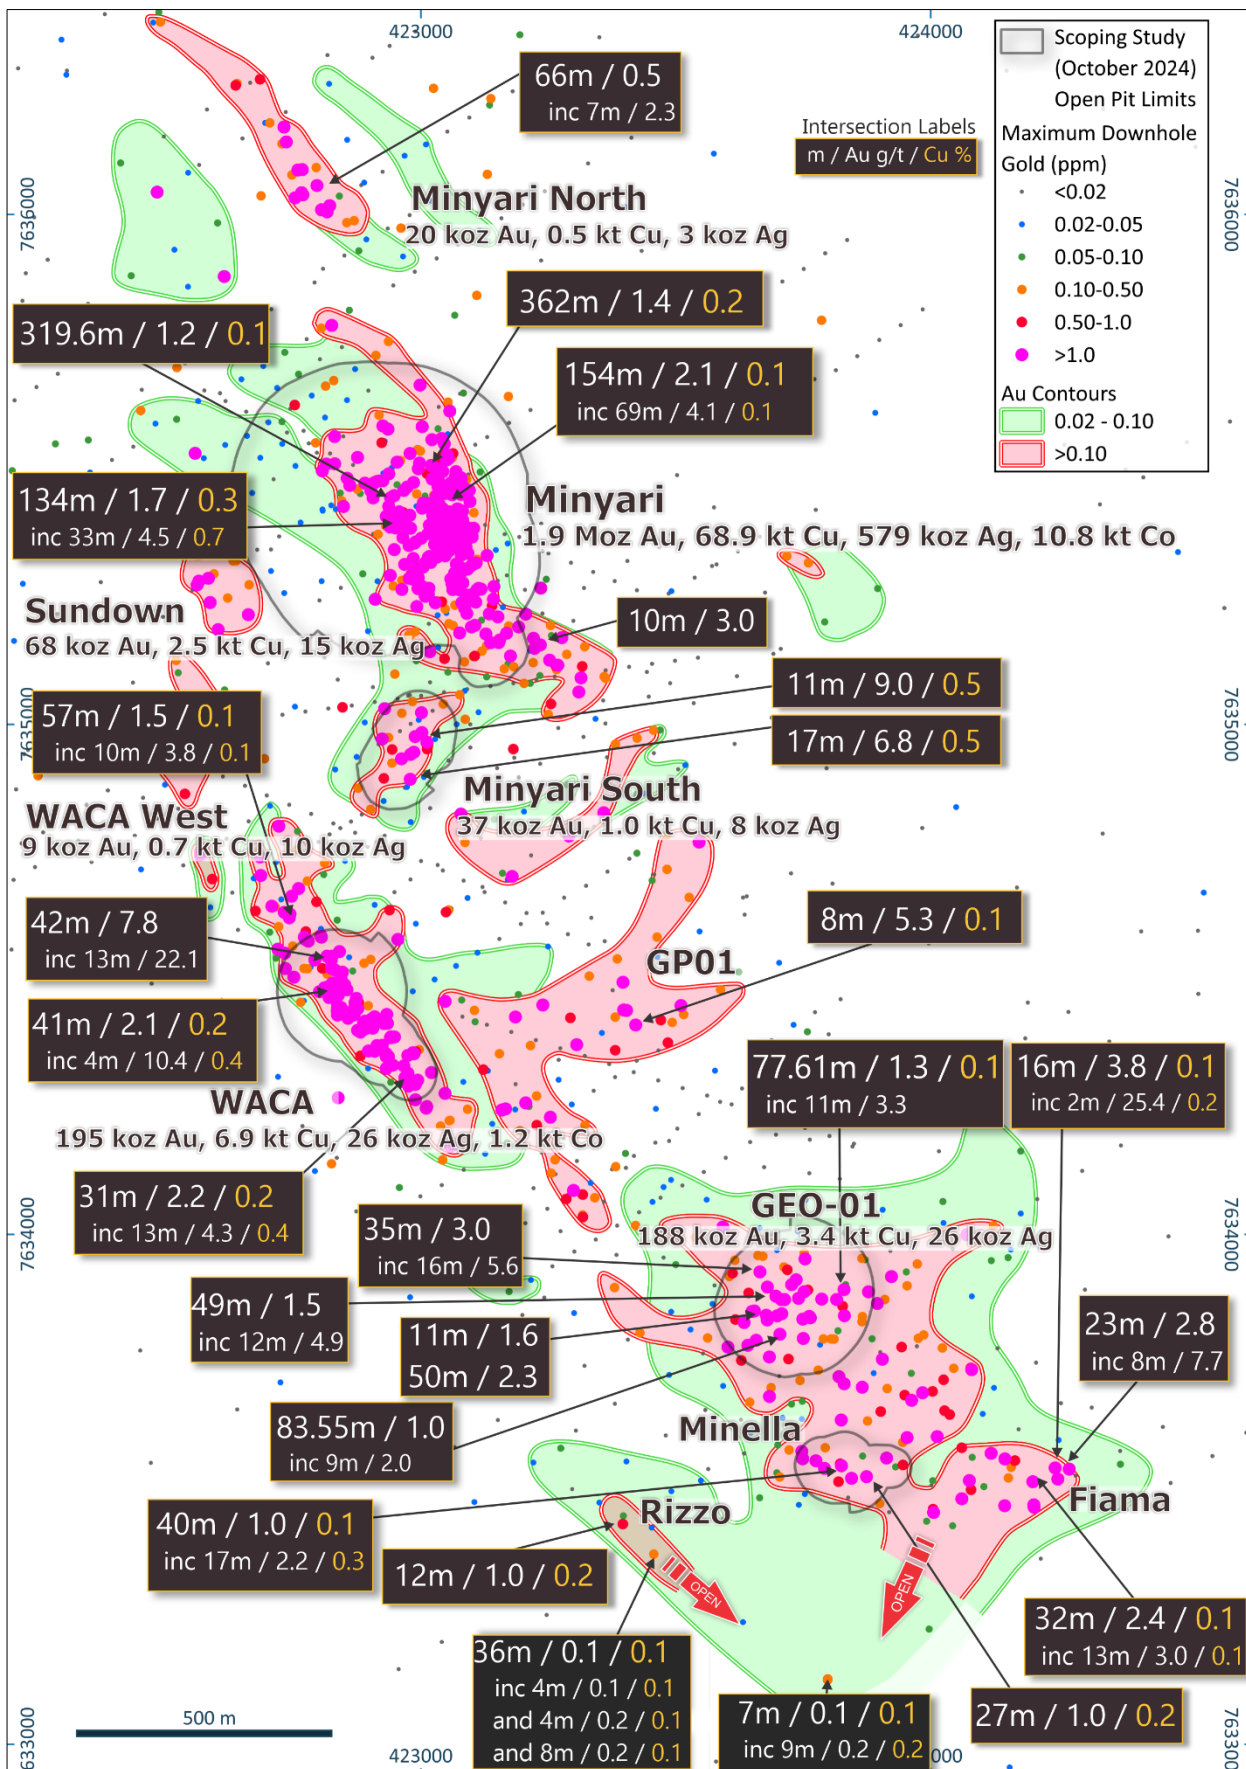 423000
424000
Scoping Study
(October 2024)
Open Pit Limits
Maximum Downhole
Gold (ppm)
<0.02
0.02-0.05
0.05-0.10
0.10-0.50
0.50-1.0
>1.0
Au Contours
0.02 - 0.10
>0.10
Intersection Labels
m / Au g/t / Cu %
66m / 0.5
inc 7m / 2.3
7636000
7636000
Minyari North
20 koz Au, 0.5 kt Cu, 3 koz Ag
362m / 1.4 / 0.2
319.6m / 1.2 / 0.1
154m / 2.1 / 0.1
inc 69m / 4.1 / 0.1
134m / 1.7 / 0.3
inc 33m / 4.5 / 0.7
Minyari
1.9 Moz Au, 68.9 kt Cu, 579 koz Ag, 10.8 kt Co
Sundown
68 koz Au, 2.5 kt Cu, 15 koz Ag
10m / 3.0
11m / 9.0 / 0.5
17m / 6.8 / 0.5
7635000
7635000
57m / 1.5 / 0.1
inc 10m / 3.8 / 0.1
Minyari South
37 koz Au, 1.0 kt Cu, 8 koz Ag
WACA West
9 koz Au, 0.7 kt Cu, 10 koz Ag
42m / 7.8
inc 13m / 22.1
8m / 5.3 / 0.1
GP01
41m / 2.1 / 0.2
inc 4m / 10.4 / 0.4
77.61m / 1.3 / 0.1
inc 11m / 3.3
16m / 3.8 / 0.1
inc 2m / 25.4 / 0.2
WACA
195 koz Au, 6.9 kt Cu, 26 koz Ag, 1.2 kt Co
31m / 2.2 / 0.2
inc 13m / 4.3 / 0.4
GEO-01
188 koz Au, 3.4 kt Cu, 26 koz Ag
7634000
7634000
35m / 3.0
inc 16m / 5.6
49m / 1.5
inc 12m / 4.9
11m / 1.6
50m / 2.3
23m / 2.8
inc 8m / 7.7
83.55m / 1.0
inc 9m / 2.0
Minella
Rizzo
Fiama
40m / 1.0 / 0.1
inc 17m / 2.2 / 0.3
12m / 1.0 / 0.2
OPEN
OPEN
32m / 2.4 / 0.1
inc 13m / 3.0 / 0.1
36m / 0.1 / 0.1
inc 4m / 0.1 / 0.1
and 4m / 0.2 / 0.1
and 8m / 0.2 / 0.1
7m / 0.1 / 0.1
inc 9m / 0.2 / 0.2
27m / 1.0 / 0.2
500 m
7633000
763300
423000
000